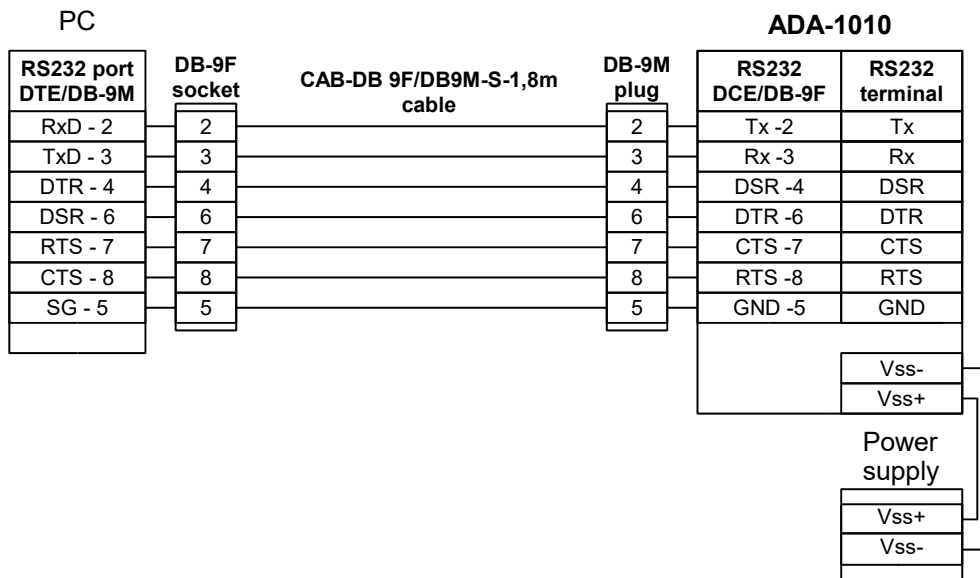 PC
ADA-1010
RS232 port
DTE/DB-9M
DB-9F
socket
CAB-DB 9F/DB9M-S-1,8m
cable
DB-9M
plug
RS232
DCE/DB-9F
RS232
terminal
RxD - 2 2 2 Tx -2 Tx
TxD - 3 3 3 Rx -3 Rx
DTR - 4 4 4 DSR -4 DSR
DSR - 6 6 6 DTR -6 DTR
RTS - 7 7 7 CTS -7 CTS
CTS - 8 8 8 RTS -8 RTS
SG - 5 5 5 GND -5 GND
Vss-
Vss+
Power
supply
Vss+
Vss-